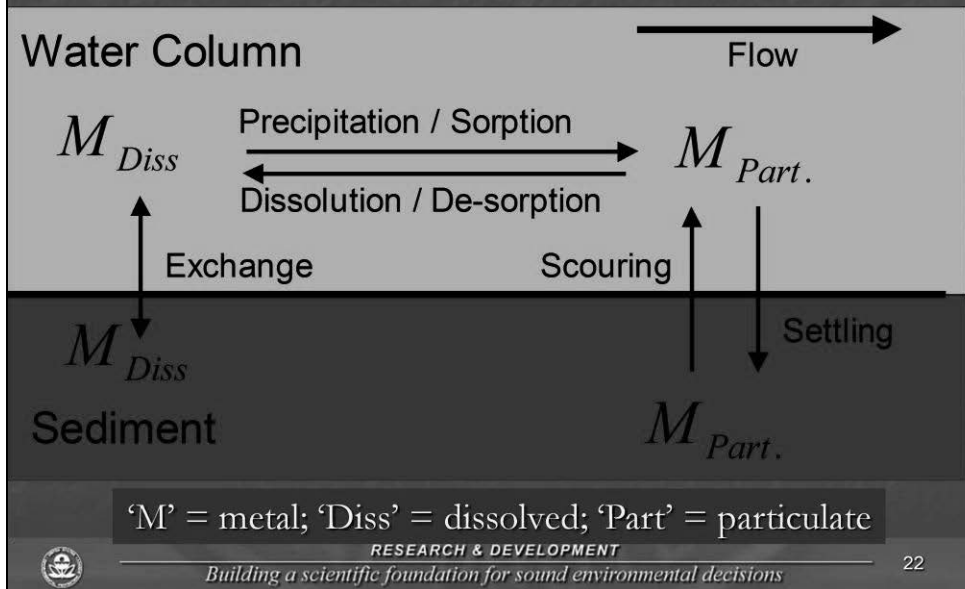 Water Column
Flow
M Diss
Precipitation / Sorption
M Part.
Dissolution / De-sorption
Exchange
Scouring
Settling
M Diss
Sediment
M Part.
‘M’ = metal; ‘Diss’ = dissolved; ‘Part’ = particulate
RESEARCH & DEVELOPMENT
Building a scientific foundation for sound environmental decisions
22